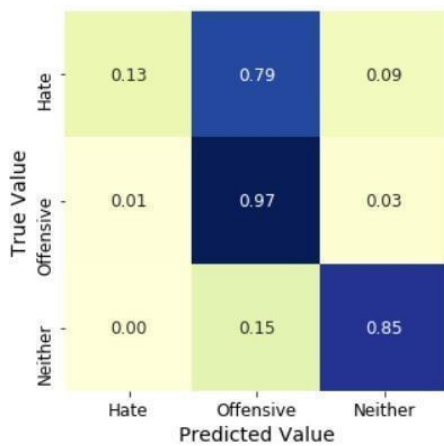 True Value
Hate
0.13 0.79 0.09
Offensive
0.01 0.97 0.03
Neither
0.00 0.15 0.85
Hate Offensive Neither
Predicted Value